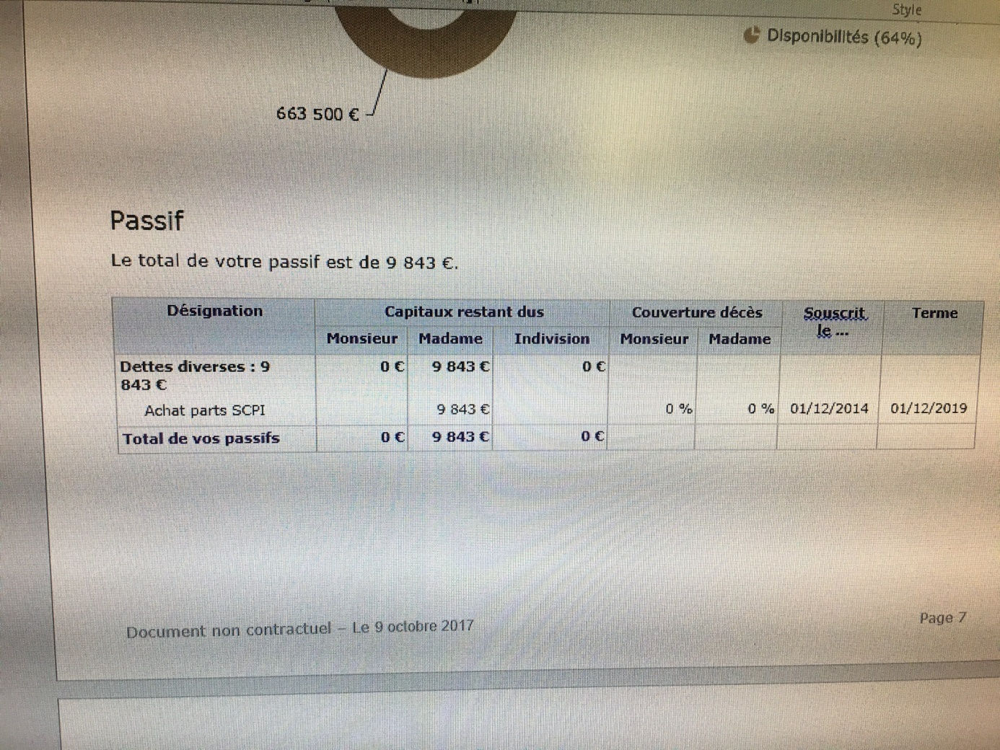 Style
Disponibilités (64%)
663 500 €
Passif
Le total de votre passif est de 9 843 €.
Désignation Capitaux restant dus Couverture décès Souscrit Terme
le ...
Monsieur Madame Indivision Monsieur Madame
Dettes diverses : 9 0 € 9 843 € 0 €
843 €
Achat parts SCPI 9 843 € 0 % 0 % 01/12/2014 01/12/2019
Total de vos passifs 0 € 9 843 € 0 €
Document non contractuel – Le 9 octobre 2017
Page 7